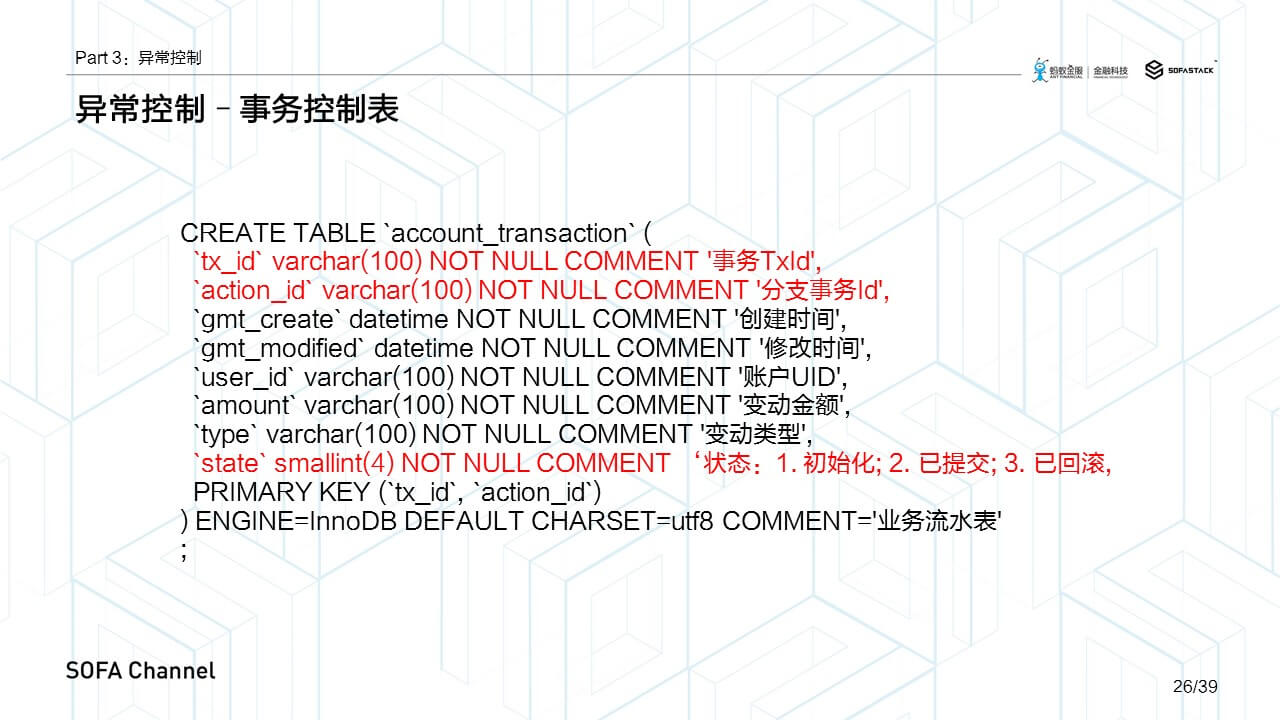 Part 3：异常控制
蚂蚁金服 金融科技 SOFASTACK
ANT FINANCIAL FINANCIAL TECHNOLOGY
异常控制 – 事务控制表
CREATE TABLE `account_transaction` (
`tx_id` varchar(100) NOT NULL COMMENT '事务TxId',
`action_id` varchar(100) NOT NULL COMMENT '分支事务Id',
`gmt_create` datetime NOT NULL COMMENT '创建时间',
`gmt_modified` datetime NOT NULL COMMENT '修改时间',
`user_id` varchar(100) NOT NULL COMMENT '账户UID',
`amount` varchar(100) NOT NULL COMMENT '变动金额',
`type` varchar(100) NOT NULL COMMENT '变动类型',
`state` smallint(4) NOT NULL COMMENT ‘状态：1. 初始化; 2. 已提交; 3. 已回滚,
PRIMARY KEY (`tx_id`, `action_id`)
) ENGINE=InnoDB DEFAULT CHARSET=utf8 COMMENT='业务流水表'
;
SOFA Channel
26/39